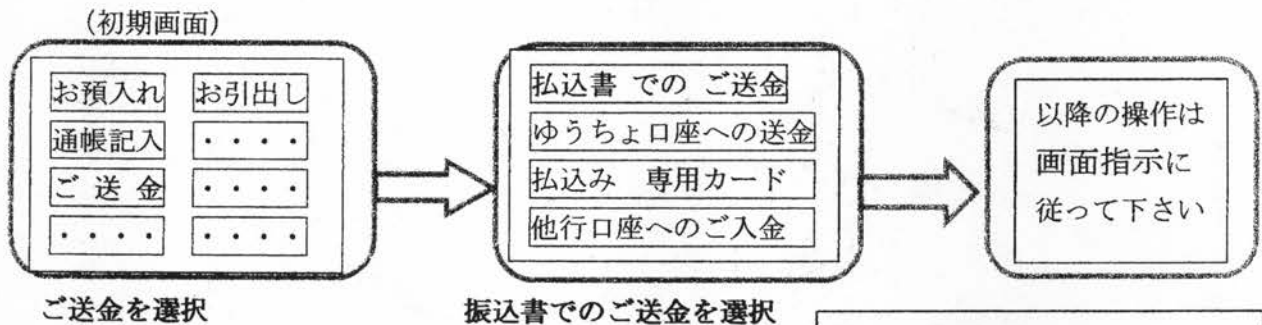 (初期画面)
お預入れ
お引出し
通帳記入
・・・・
ご 送 金
・・・・
・・・・
・・・・
ご送金を選択
払込書 での ご送金
ゆうちょ口座への送金
払込み　専用カード
他行口座へのご入金
振込書でのご送金を選択
以降の操作は
画面指示に
従って下さい